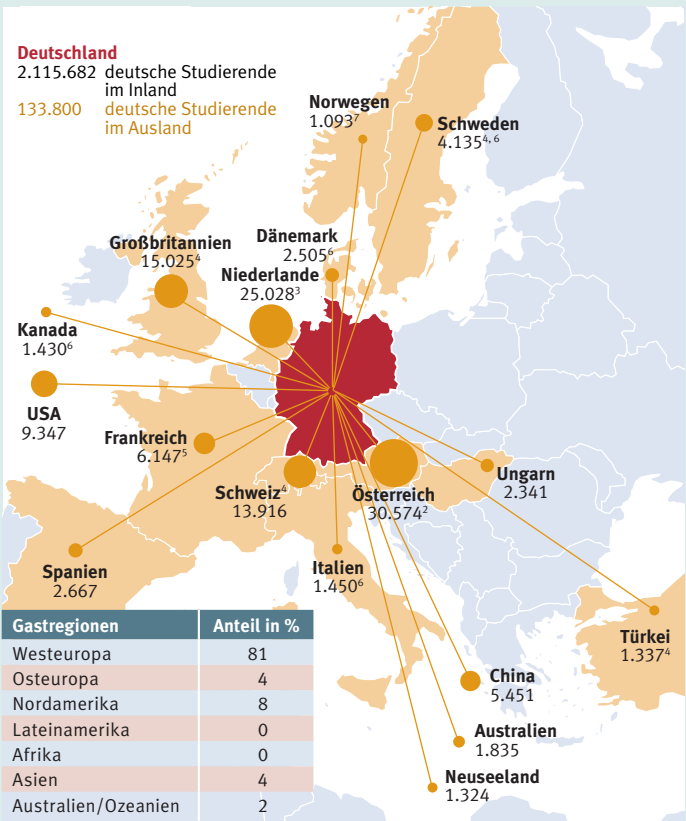 Deutschland
2.115.682 deutsche Studierende
im Inland
133.800 deutsche Studierende
im Ausland
Norwegen
1.093⁷
Schweden
4.135⁴,⁶
Großbritannien
15.025⁴
Dänemark
2.505⁶
Niederlande
25.028³
Kanada
1.430⁶
USA
9.347
Frankreich
6.147⁵
Schweiz⁴
13.916
Österreich
30.574²
Ungarn
2.341
Spanien
2.667
Italien
1.450⁶
Türkei
1.337⁴
China
5.451
Australien
1.835
Neuseeland
1.324
Gastregionen Anteil in %
Westeuropa 81
Osteuropa 4
Nordamerika 8
Lateinamerika 0
Afrika 0
Asien 4
Australien/Ozeanien 2